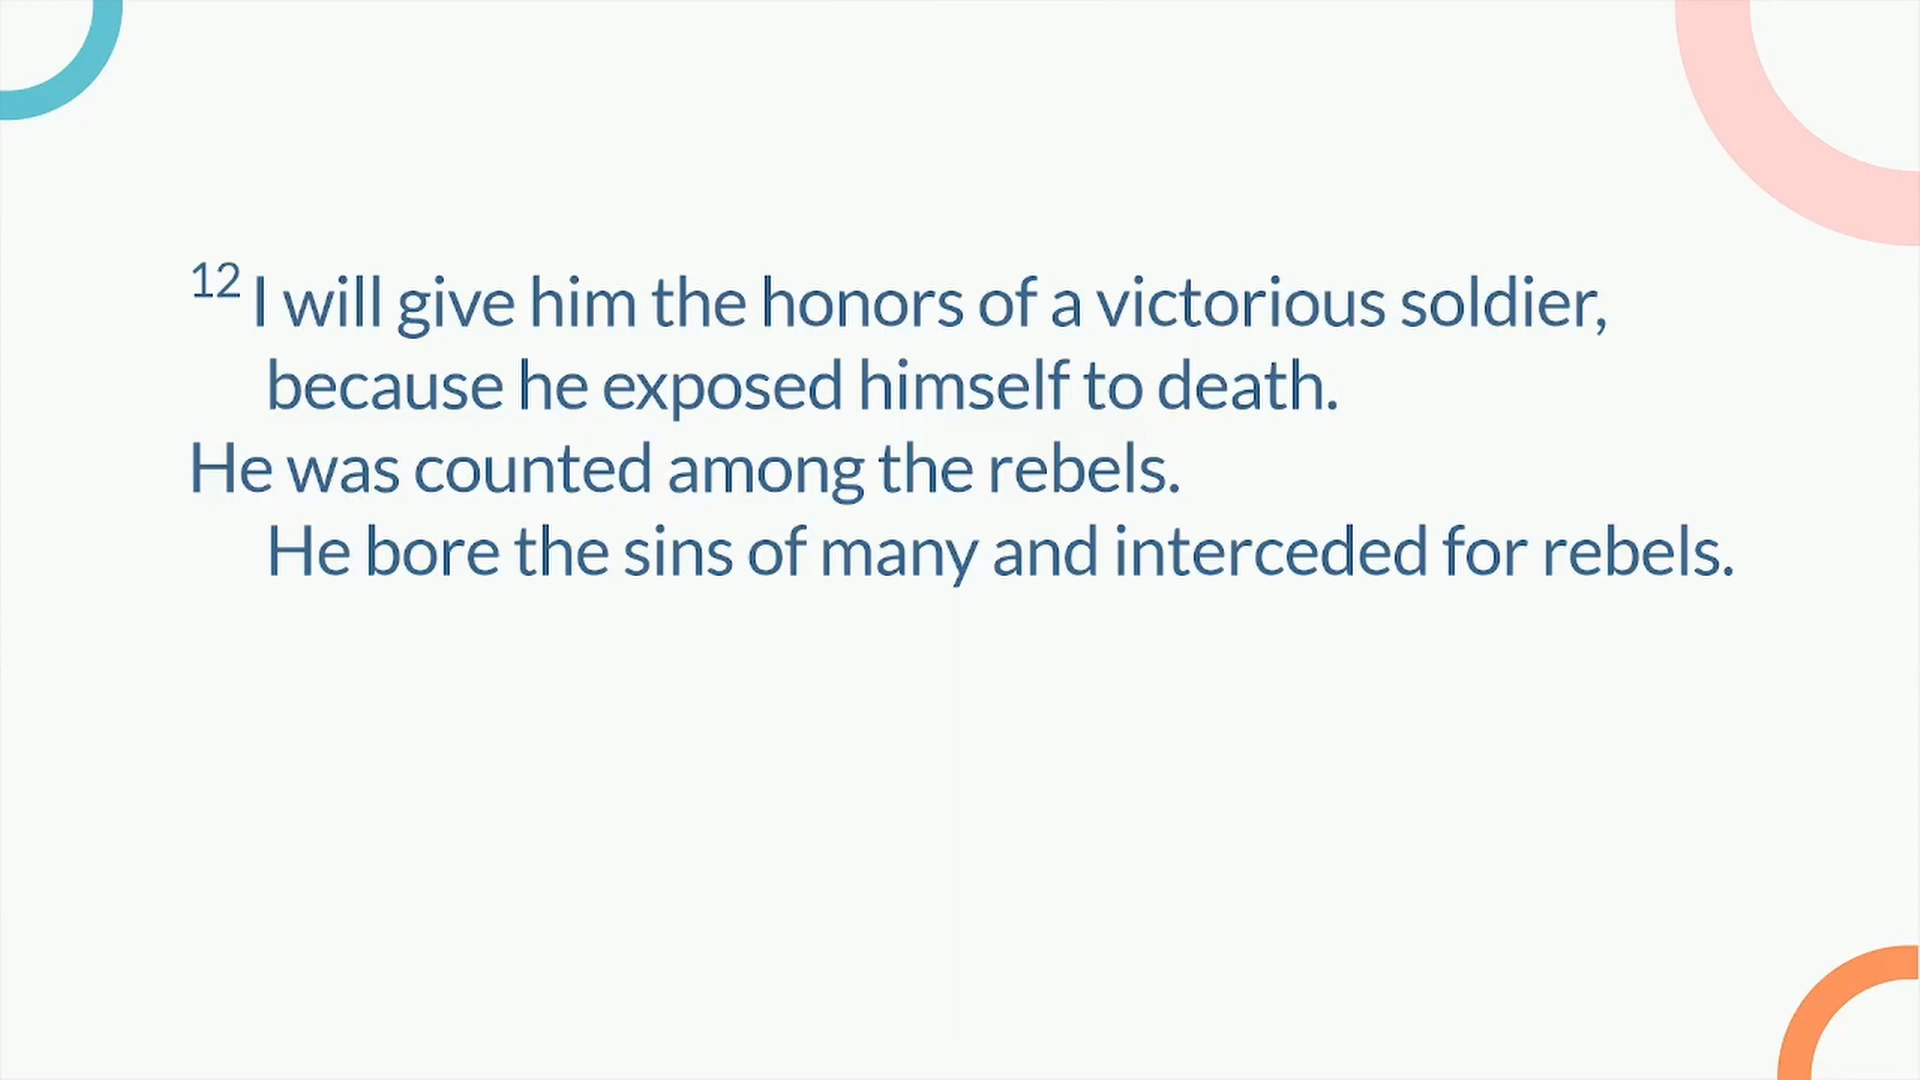 12 I will give him the honors of a victorious soldier,
because he exposed himself to death.
He was counted among the rebels.
He bore the sins of many and interceded for rebels.